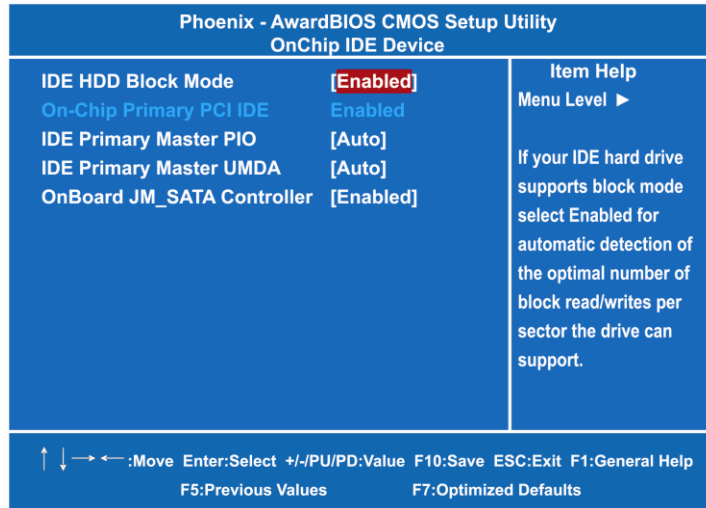 Phoenix - AwardBIOS CMOS Setup Utility
OnChip IDE Device
IDE HDD Block Mode [Enabled]
On-Chip Primary PCI IDE Enabled
IDE Primary Master PIO [Auto]
IDE Primary Master UMDA [Auto]
OnBoard JM_SATA Controller [Enabled]
Item Help
Menu Level ►
If your IDE hard drive
supports block mode
select Enabled for
automatic detection of
the optimal number of
block read/writes per
sector the drive can
support.
↑ ↓ → ← :Move Enter:Select +/-/PU/PD:Value F10:Save ESC:Exit F1:General Help
F5:Previous Values F7:Optimized Defaults